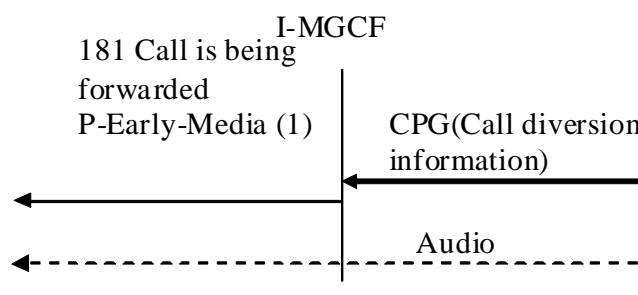 I-MGCF
181 Call is being
forwarded
P-Early-Media (1)
CPG(Call diversion
information)
Audio